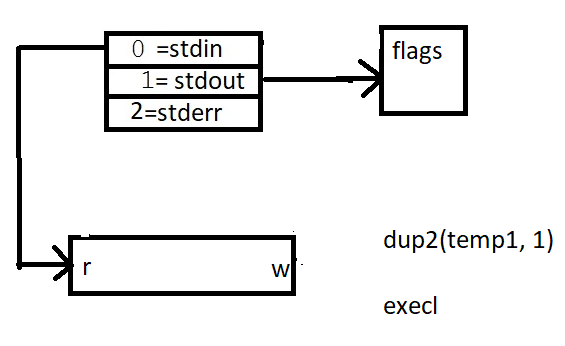 0 =stdin
1= stdout
2=stderr
flags
r
w
dup2(temp1, 1)
execl